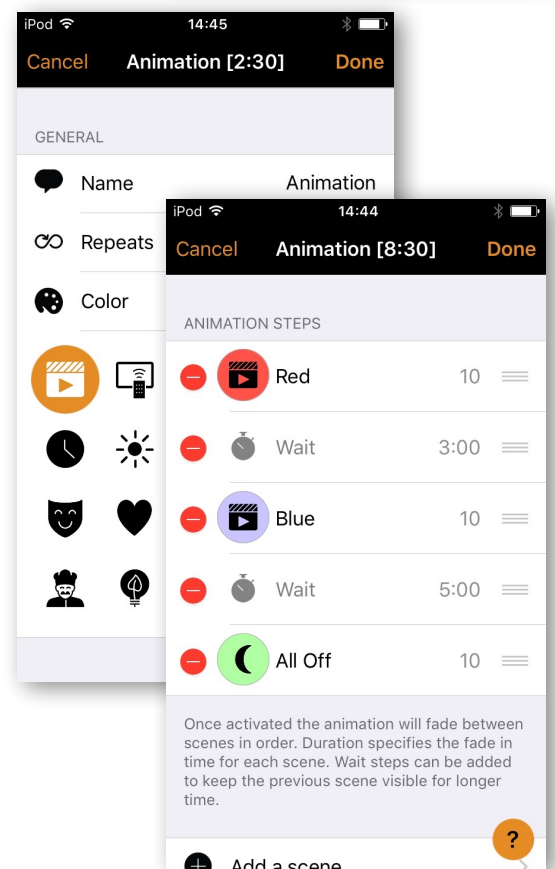 iPod 14:45
Cancel Animation [2:30] Done
GENERAL
Name Animation
Repeats
Color
iPod 14:44
Cancel Animation [8:30] Done
ANIMATION STEPS
Red 10
Wait 3:00
Blue 10
Wait 5:00
All Off 10
Once activated the animation will fade between
scenes in order. Duration specifies the fade in
time for each scene. Wait steps can be added
to keep the previous scene visible for longer
time.
?
Add a scene